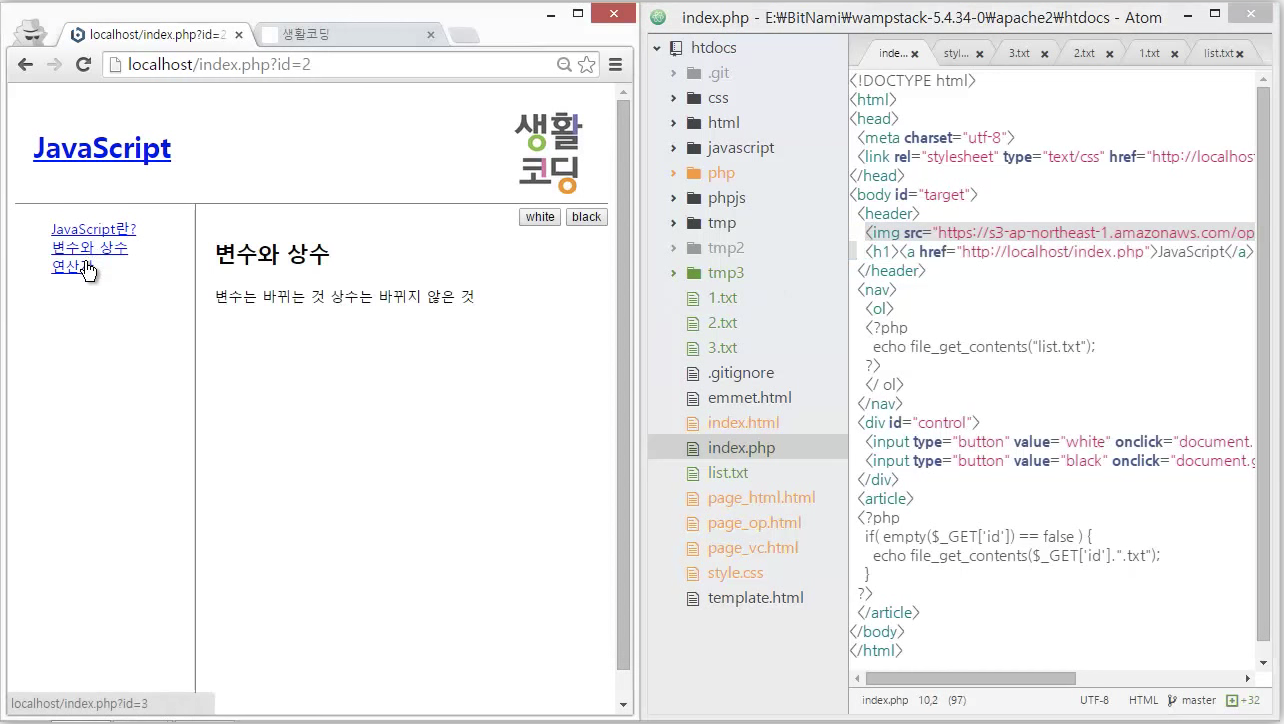 localhost/index.php?id=2
생활코딩
localhost/index.php?id=2
JavaScript
생활
코딩
white
black
JavaScript란?
변수와 상수
변수와 상수
변수는 바뀌는 것 상수는 바뀌지 않은 것
localhost/index.php?id=3
index.php - E:₩BitNami₩wampstack-5.4.34-0₩apache2₩htdocs - Atom
htdocs
.git
css
html
javascript
php
phpjs
tmp
tmp2
tmp3
1.txt
2.txt
3.txt
.gitignore
emmet.html
index.html
index.php
list.txt
page_html.html
page_op.html
page_vc.html
style.css
template.html
inde...
styl...
3.txt
2.txt
1.txt
list.txt
<!DOCTYPE html>
<html>
<head>
<meta charset="utf-8">
<link rel="stylesheet" type="text/css" href="http://localhos
</head>
<body id="target">
<header>
<img src="https://s3-ap-northeast-1.amazonaws.com/op
<h1><a href="http://localhost/index.php">JavaScript</a>
</header>
<nav>
<ol>
<?php
echo file_get_contents("list.txt");
?>
</ ol>
</nav>
<div id="control">
<input type="button" value="white" onclick="document.
<input type="button" value="black" onclick="document.g
</div>
<article>
<?php
if( empty($_GET['id']) == false ) {
echo file_get_contents($_GET['id'].".txt");
}
?>
</article>
</body>
</html>
index.php 10,2 (97)
UTF-8 HTML master +32